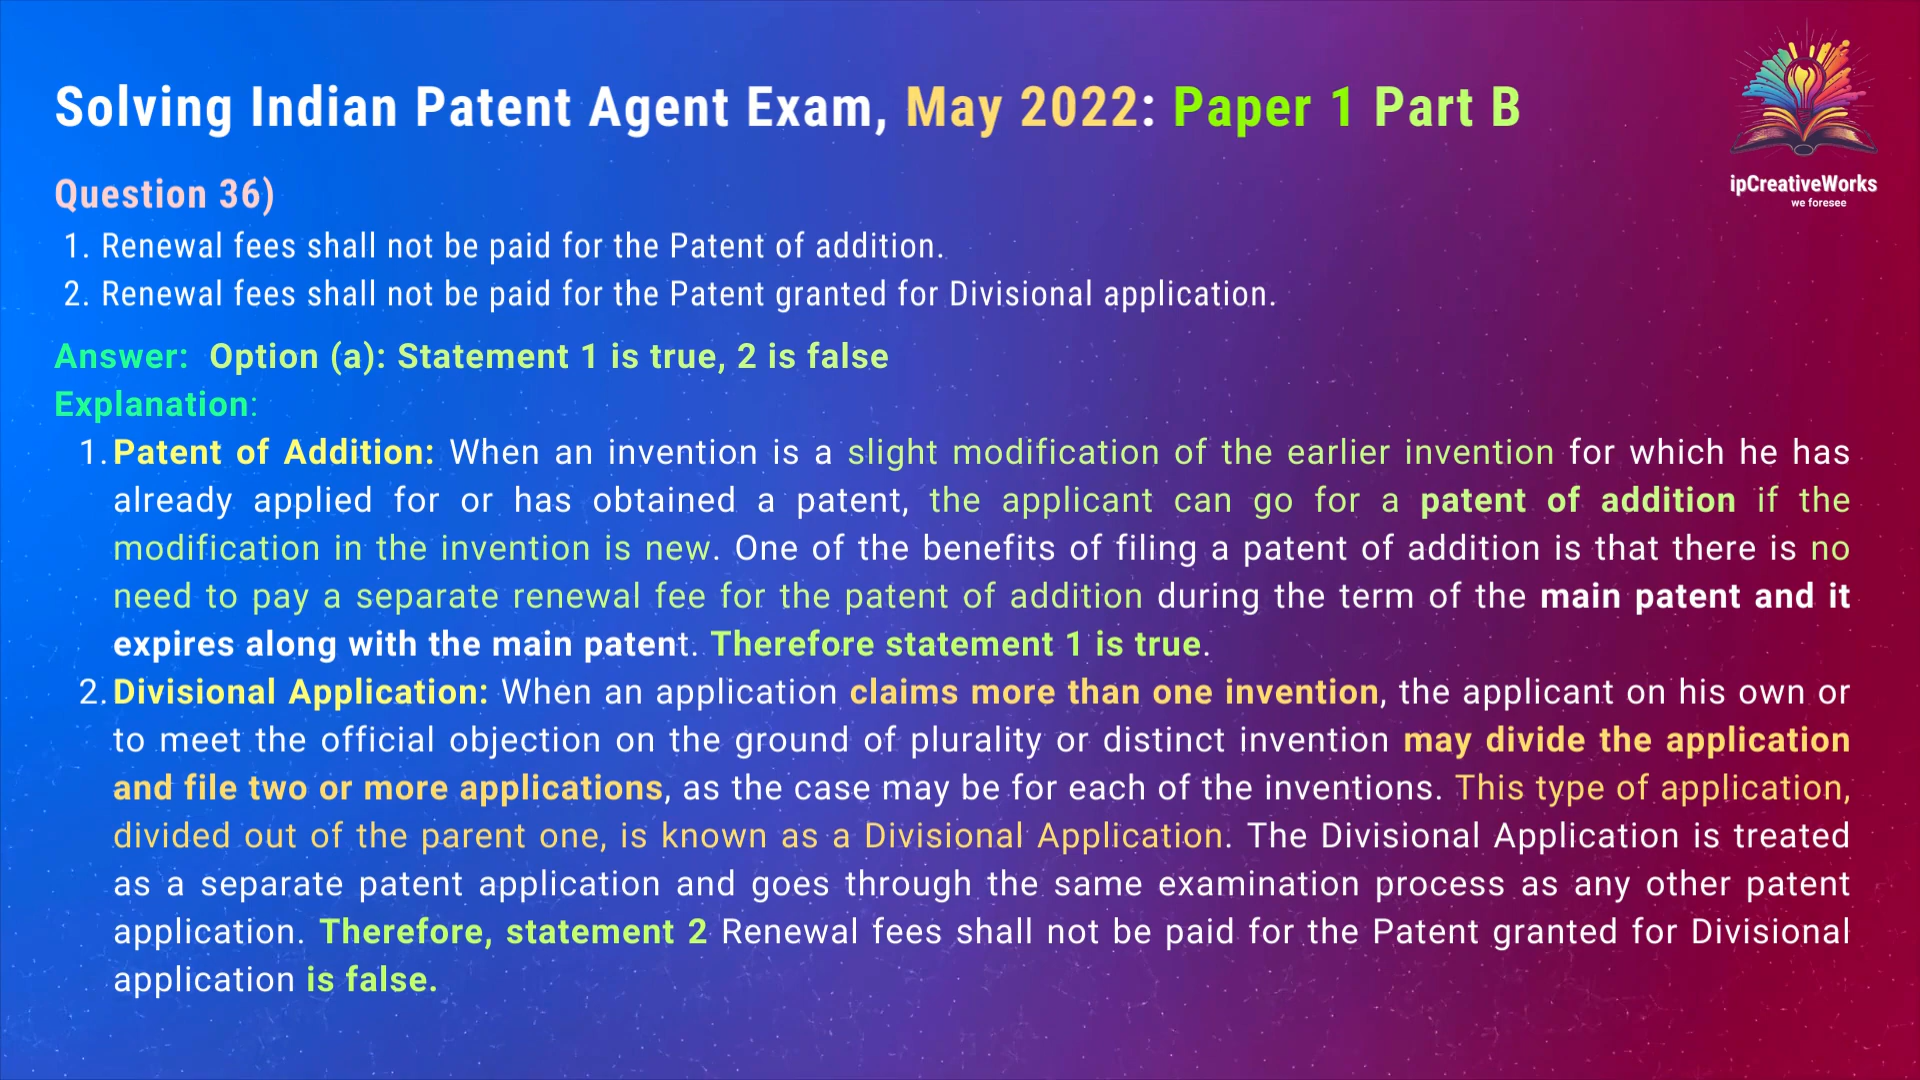 Solving Indian Patent Agent Exam, May 2022: Paper 1 Part B
ipCreativeWorks
we foresee
Question 36)
1. Renewal fees shall not be paid for the Patent of addition.
2. Renewal fees shall not be paid for the Patent granted for Divisional application.
Answer: Option (a): Statement 1 is true, 2 is false
Explanation:
1. Patent of Addition: When an invention is a slight modification of the earlier invention for which he has
already applied for or has obtained a patent, the applicant can go for a patent of addition if the
modification in the invention is new. One of the benefits of filing a patent of addition is that there is no
need to pay a separate renewal fee for the patent of addition during the term of the main patent and it
expires along with the main patent. Therefore statement 1 is true.
2. Divisional Application: When an application claims more than one invention, the applicant on his own or
to meet the official objection on the ground of plurality or distinct invention may divide the application
and file two or more applications, as the case may be for each of the inventions. This type of application,
divided out of the parent one, is known as a Divisional Application. The Divisional Application is treated
as a separate patent application and goes through the same examination process as any other patent
application. Therefore, statement 2 Renewal fees shall not be paid for the Patent granted for Divisional
application is false.